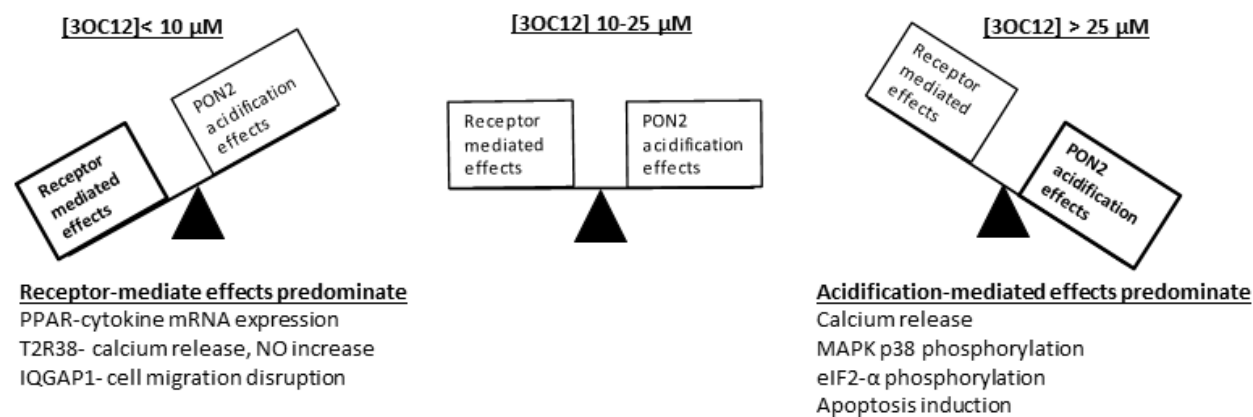 [3OC12]< 10 µM
PON2
acidification
effects
Receptor
mediated
effects
Receptor-mediate effects predominate
PPAR-cytokine mRNA expression
T2R38- calcium release, NO increase
IQGAP1- cell migration disruption
[3OC12] 10-25 µM
Receptor
mediated
effects
PON2
acidification
effects
[3OC12] > 25 µM
Receptor
mediated
effects
PON2
acidification
effects
Acidification-mediated effects predominate
Calcium release
MAPK p38 phosphorylation
eIF2-α phosphorylation
Apoptosis induction